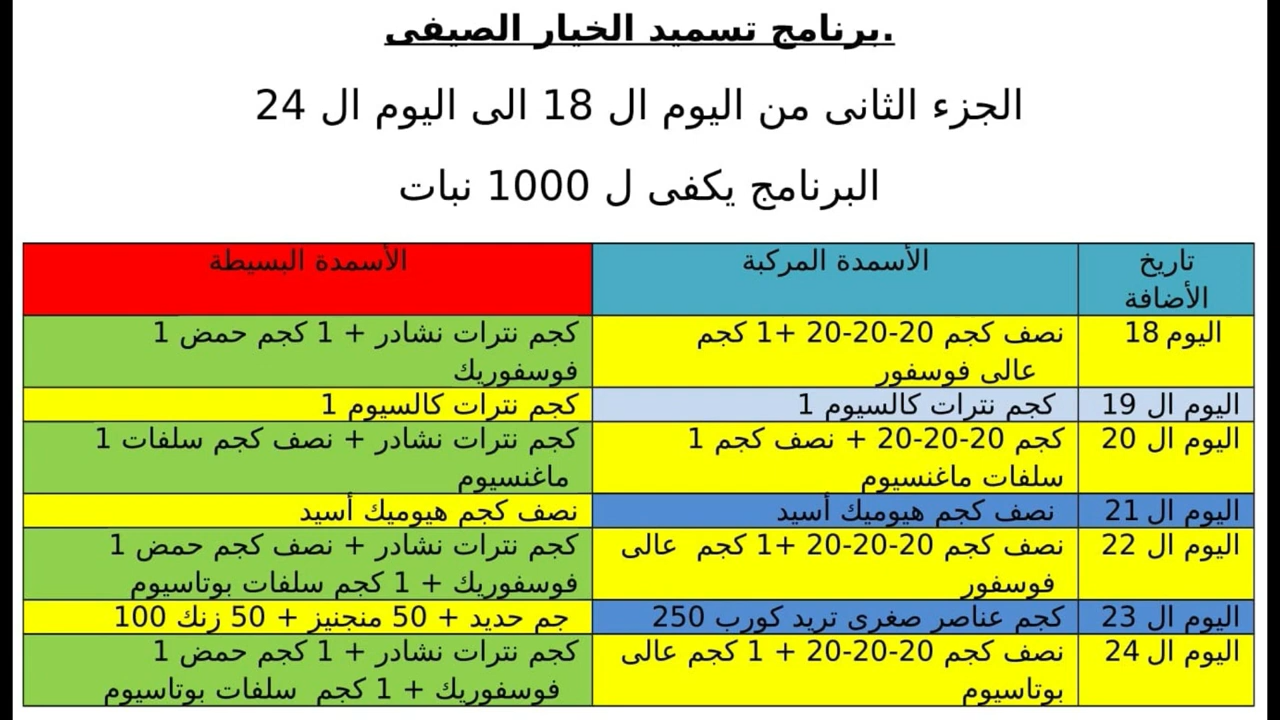 .برنامج تسميد الخيار الصيفى
الجزء الثانى من اليوم ال 18 الى اليوم ال 24
البرنامج يكفى ل 1000 نبات
تاريخ
الأضافة
الأسمدة المركبة
الأسمدة البسيطة
اليوم 18
نصف كجم 20-20-20 +1 كجم
عالى فوسفور
كجم نترات نشادر + 1 كجم حمض 1
فوسفوريك
اليوم ال 19
كجم نترات كالسيوم 1
كجم نترات كالسيوم 1
اليوم ال 20
كجم 20-20-20 + نصف كجم 1
سلفات ماغنسيوم
كجم نترات نشادر + نصف كجم سلفات 1
ماغنسيوم
اليوم ال 21
نصف كجم هيوميك أسيد
نصف كجم هيوميك أسيد
اليوم ال 22
نصف كجم 20-20-20 +1 كجم عالى
فوسفور
كجم نترات نشادر + نصف كجم حمض 1
فوسفوريك + 1 كجم سلفات بوتاسيوم
اليوم ال 23
كجم عناصر صغرى تريد كورب 250
جم حديد + 50 منجنيز + 50 زنك 100
اليوم ال 24
نصف كجم 20-20-20 + 1 كجم عالى
بوتاسيوم
كجم نترات نشادر + 1 كجم حمض 1
فوسفوريك + 1 كجم سلفات بوتاسيوم